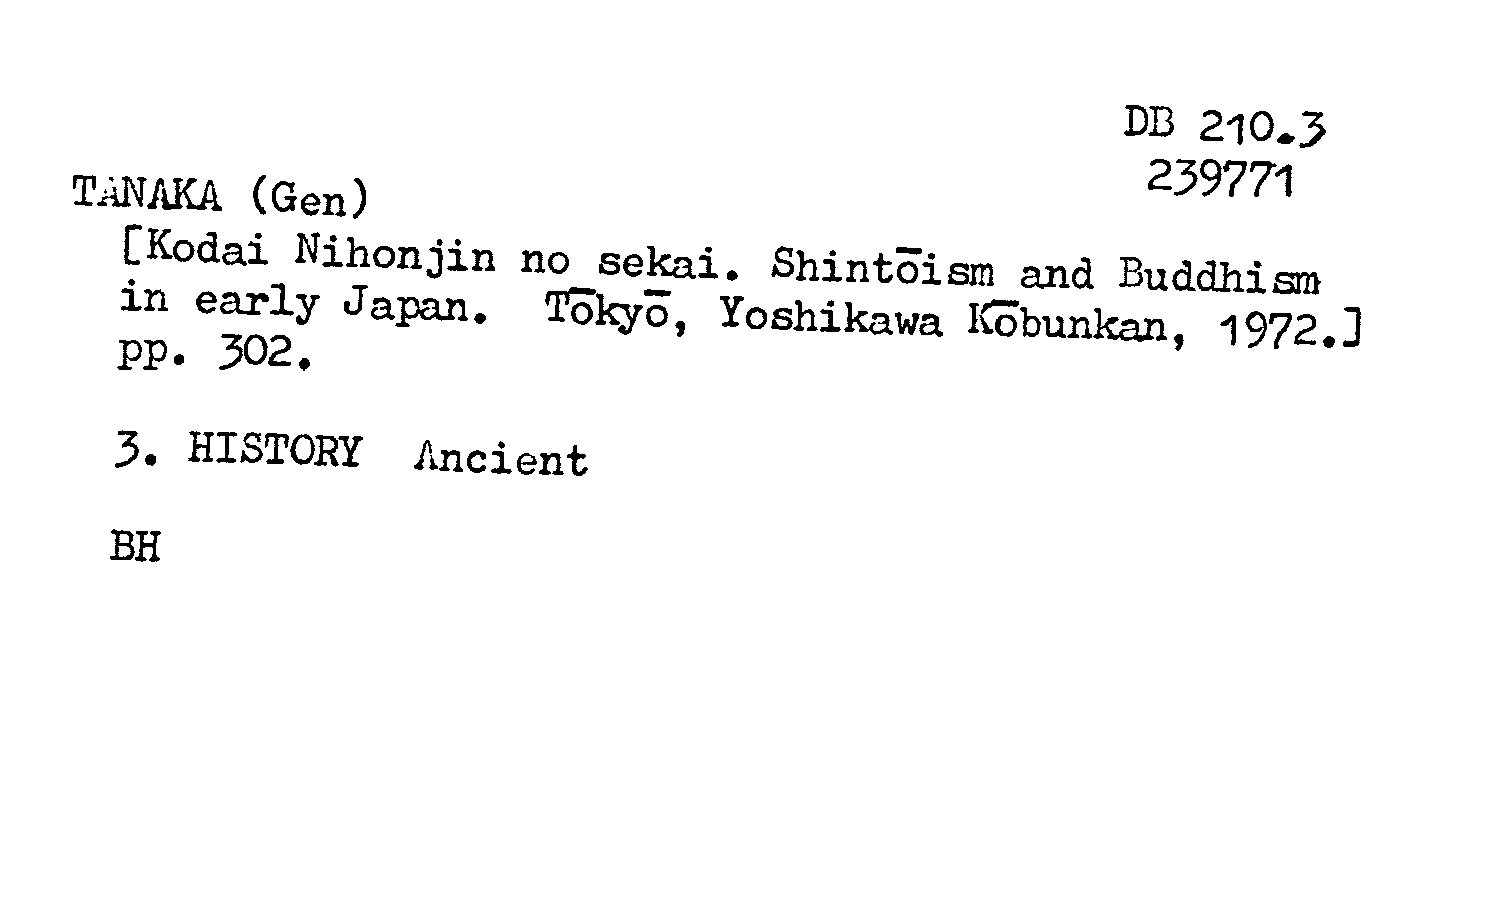 DB 210.3
239771
TANAKA (Gen)
[Kodai Nihonjin no sekai. Shintōism and Buddhism
in early Japan. Tōkyō, Yoshikawa Kōbunkan, 1972.]
pp. 302.
3. HISTORY Ancient
BH